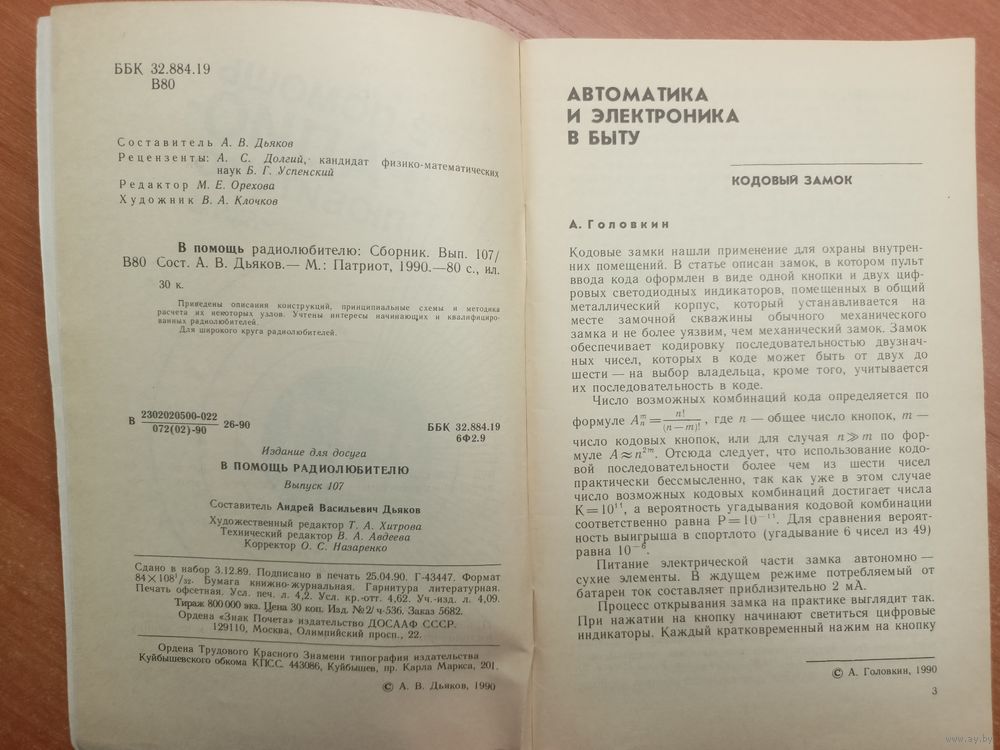 ББК 32.884.19
В80
Составитель А. В. Дьяков
Рецензенты: А. С. Долгий, кандидат физико-математических
наук Б. Г. Успенский
Редактор М. Е. Орехова
Художник В. А. Клочков
В помощь радиолюбителю: Сборник. Вып. 107/
В80 Сост. А. В. Дьяков.— М.: Патриот, 1990.—80 с., ил.
30 к.
Приведены описания конструкций, принципиальные схемы и методика
расчета их некоторых узлов. Учтены интересы начинающих и квалифициро-
ванных радиолюбителей.
Для широкого круга радиолюбителей.
В 2302020500-022/072(02)-90 26-90
ББК 32.884.19
6Ф2.9
Издание для досуга
В ПОМОЩЬ РАДИОЛЮБИТЕЛЮ
Выпуск 107
Составитель Андрей Васильевич Дьяков
Художественный редактор Т. А. Хитрова
Технический редактор В. А. Авдеева
Корректор О. С. Назаренко
Сдано в набор 3.12.89. Подписано в печать 25.04.90. Г-43447. Формат
84×108¹/₃₂. Бумага книжно-журнальная. Гарнитура литературная.
Печать офсетная. Усл. печ. л. 4,2. Усл. кр.-отт. 4,62. Уч.-изд. л. 4,09.
Тираж 800 000 экз. Цена 30 коп. Изд. №2/ч-536. Заказ 5682.
Ордена «Знак Почета» издательство ДОСААФ СССР.
129110, Москва, Олимпийский просп., 22.
Ордена Трудового Красного Знамени типография издательства
Куйбышевского обкома КПСС. 443086, Куйбышев, пр. Карла Маркса, 201.
© А. В. Дьяков, 1990
АВТОМАТИКА
И ЭЛЕКТРОНИКА
В БЫТУ
КОДОВЫЙ ЗАМОК
А. Головкин
Кодовые замки нашли применение для охраны внутрен-
них помещений. В статье описан замок, в котором пульт
ввода кода оформлен в виде одной кнопки и двух циф-
ровых светодиодных индикаторов, помещенных в общий
металлический корпус, который устанавливается на
месте замочной скважины обычного механического
замка и не более уязвим, чем механический замок. Замок
обеспечивает кодировку последовательностью двузнач-
ных чисел, которых в коде может быть от двух до
шести — на выбор владельца, кроме того, учитывается
их последовательность в коде.
Число возможных комбинаций кода определяется по
формуле Aₙᵐ = n!/(n—m)!, где n — общее число кнопок, m —
число кодовых кнопок, или для случая n≫m по фор-
муле A≈n²ᵐ. Отсюда следует, что использование кодо-
вой последовательности более чем из шести чисел
практически бессмысленно, так как уже в этом случае
число возможных кодовых комбинаций достигает числа
К=10¹¹, а вероятность угадывания кодовой комбинации
соответственно равна Р=10⁻¹¹. Для сравнения вероят-
ность выигрыша в спортлото (угадывание 6 чисел из 49)
равна 10⁻⁶.
Питание электрической части замка автономно —
сухие элементы. В ждущем режиме потребляемый от
батареи ток составляет приблизительно 2 мА.
Процесс открывания замка на практике выглядит так.
При нажатии на кнопку начинают светиться цифровые
индикаторы. Каждый кратковременный нажим на кнопку
© А. Головкин, 1990
3
www.ay.by